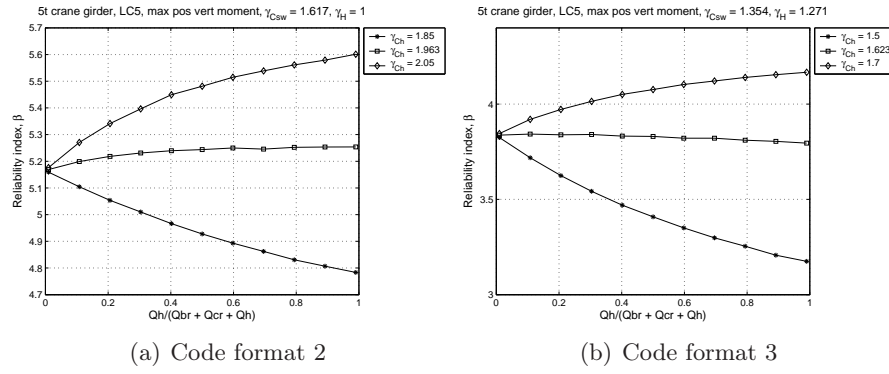 5t crane girder, LC5, max pos vert moment, γCsw = 1.617, γH = 1
5.7
5.6
5.5
5.4
5.3
5.2
5.1
5
4.9
4.8
4.7
Reliability index, β
0 0.2 0.4 0.6 0.8 1
Qh/(Qbr + Qcr + Qh)
γCh = 1.85
γCh = 1.963
γCh = 2.05
(a) Code format 2
5t crane girder, LC5, max pos vert moment, γCsw = 1.354, γH = 1.271
4
3.5
3
Reliability index, β
0 0.2 0.4 0.6 0.8 1
Qh/(Qbr + Qcr + Qh)
γCh = 1.5
γCh = 1.623
γCh = 1.7
(b) Code format 3